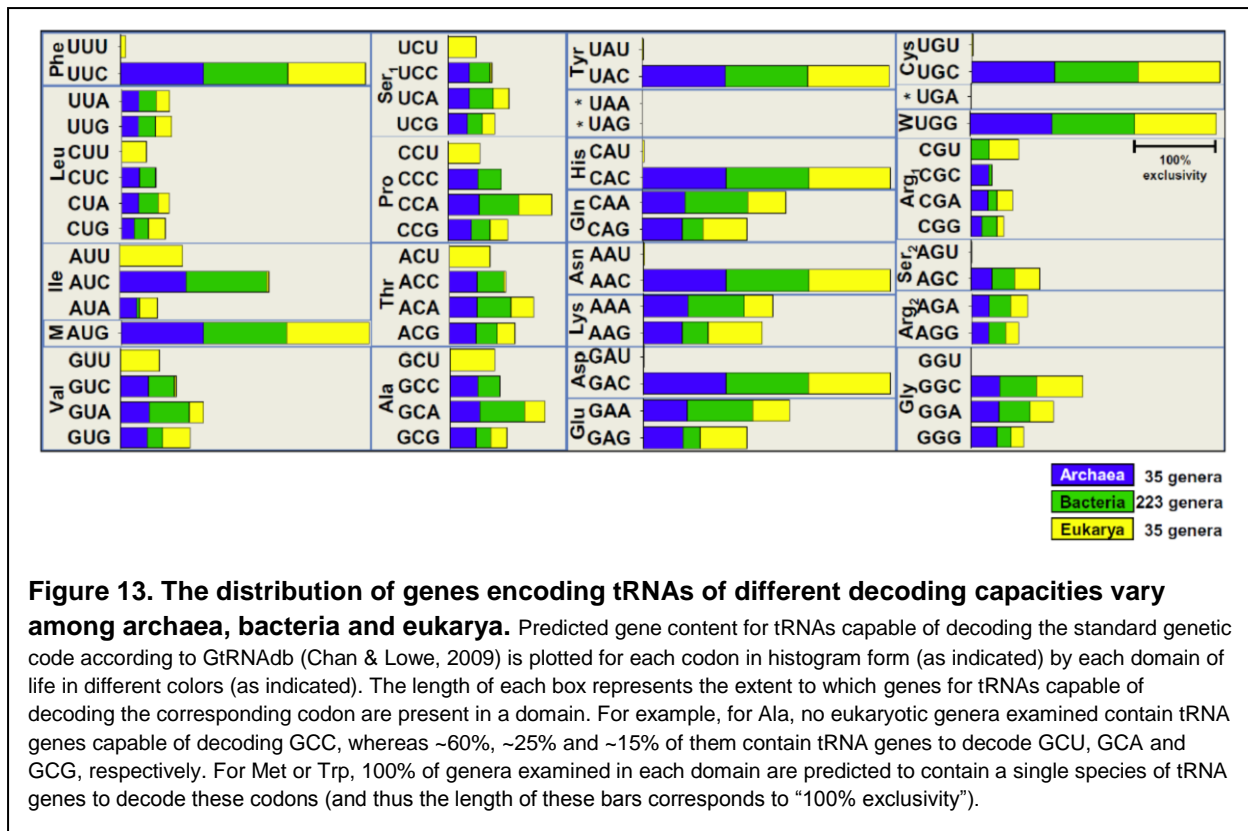 Phe
UUU
UUC
Leu
UUA
UUG
CUU
CUC
CUA
CUG
Ile
AUU
AUC
AUA
M AUG
Val
GUU
GUC
GUA
GUG
Ser1
UCU
UCC
UCA
UCG
Pro
CCU
CCC
CCA
CCG
Thr
ACU
ACC
ACA
ACG
Ala
GCU
GCC
GCA
GCG
Tyr
UAU
UAC
* UAA
* UAG
His
CAU
CAC
Gln
CAA
CAG
Asn
AAU
AAC
Lys
AAA
AAG
Asp
GAU
GAC
Glu
GAA
GAG
Cys
UGU
UGC
* UGA
W UGG
100%
exclusivity
Arg1
CGU
CGC
CGA
CGG
Ser2
AGU
AGC
Arg2
AGA
AGG
Gly
GGU
GGC
GGA
GGG
Archaea 35 genera
Bacteria 223 genera
Eukarya 35 genera
Figure 13. The distribution of genes encoding tRNAs of different decoding capacities vary
among archaea, bacteria and eukarya. Predicted gene content for tRNAs capable of decoding the standard genetic
code according to GtRNAdb (Chan & Lowe, 2009) is plotted for each codon in histogram form (as indicated) by each domain of
life in different colors (as indicated). The length of each box represents the extent to which genes for tRNAs capable of
decoding the corresponding codon are present in a domain. For example, for Ala, no eukaryotic genera examined contain tRNA
genes capable of decoding GCC, whereas ~60%, ~25% and ~15% of them contain tRNA genes to decode GCU, GCA and
GCG, respectively. For Met or Trp, 100% of genera examined in each domain are predicted to contain a single species of tRNA
genes to decode these codons (and thus the length of these bars corresponds to “100% exclusivity”).